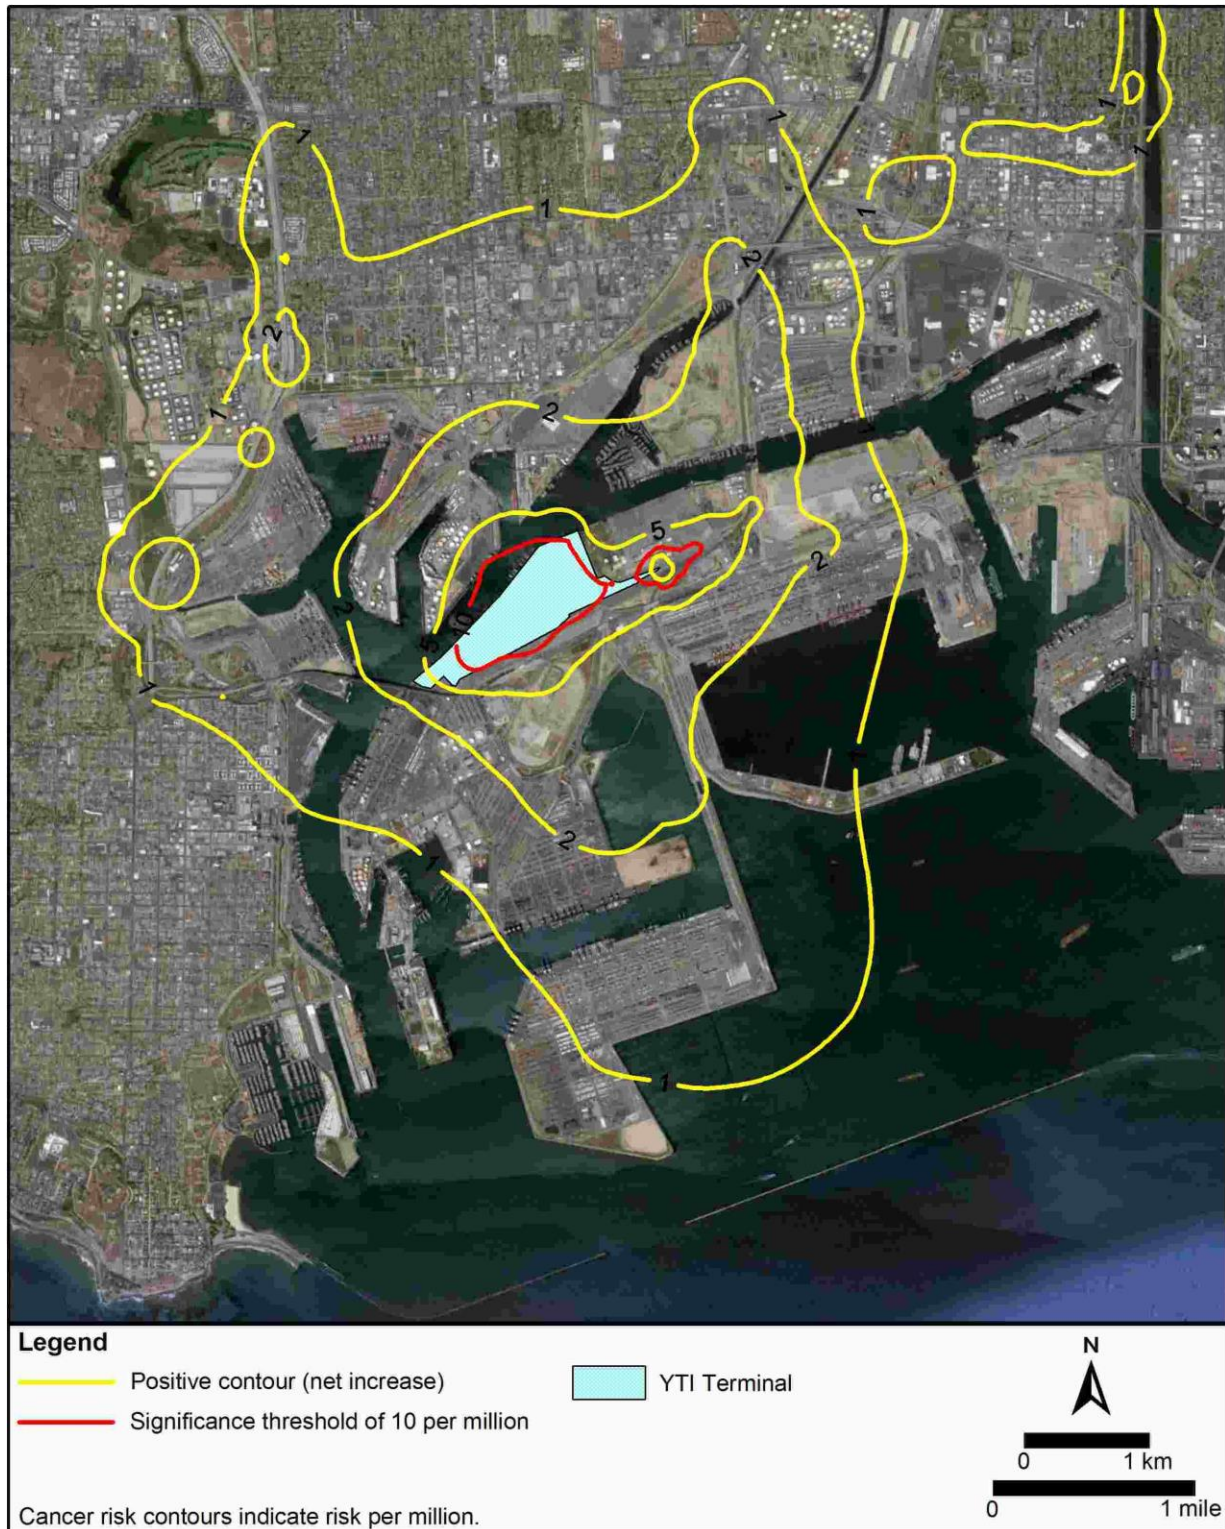 1
1
1
1
1
1
2
2
1
2
1
5
2
2
10
5
1
1
2
1
1
Legend
Positive contour (net increase)
Significance threshold of 10 per million
YTI Terminal
N
0 1 km
0 1 mile
Cancer risk contours indicate risk per million.